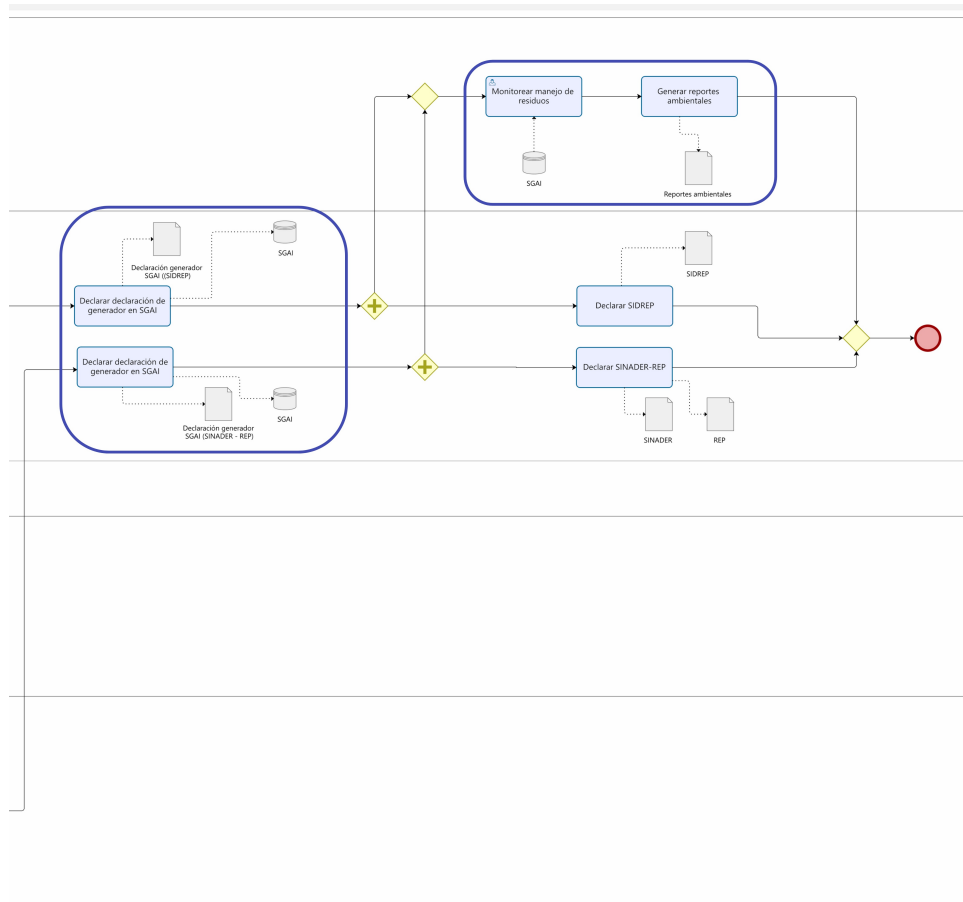 Monitorear manejo de
residuos
Generar reportes
ambientales
SGAI
Reportes ambientales
SGAI
Declaración generador
SGAI ((SIDREP)
SIDREP
Declarar declaración de
generador en SGAI
Declarar SIDREP
Declarar declaración de
generador en SGAI
Declarar SINADER-REP
SGAI
Declaración generador
SGAI (SINADER - REP)
SINADER
REP